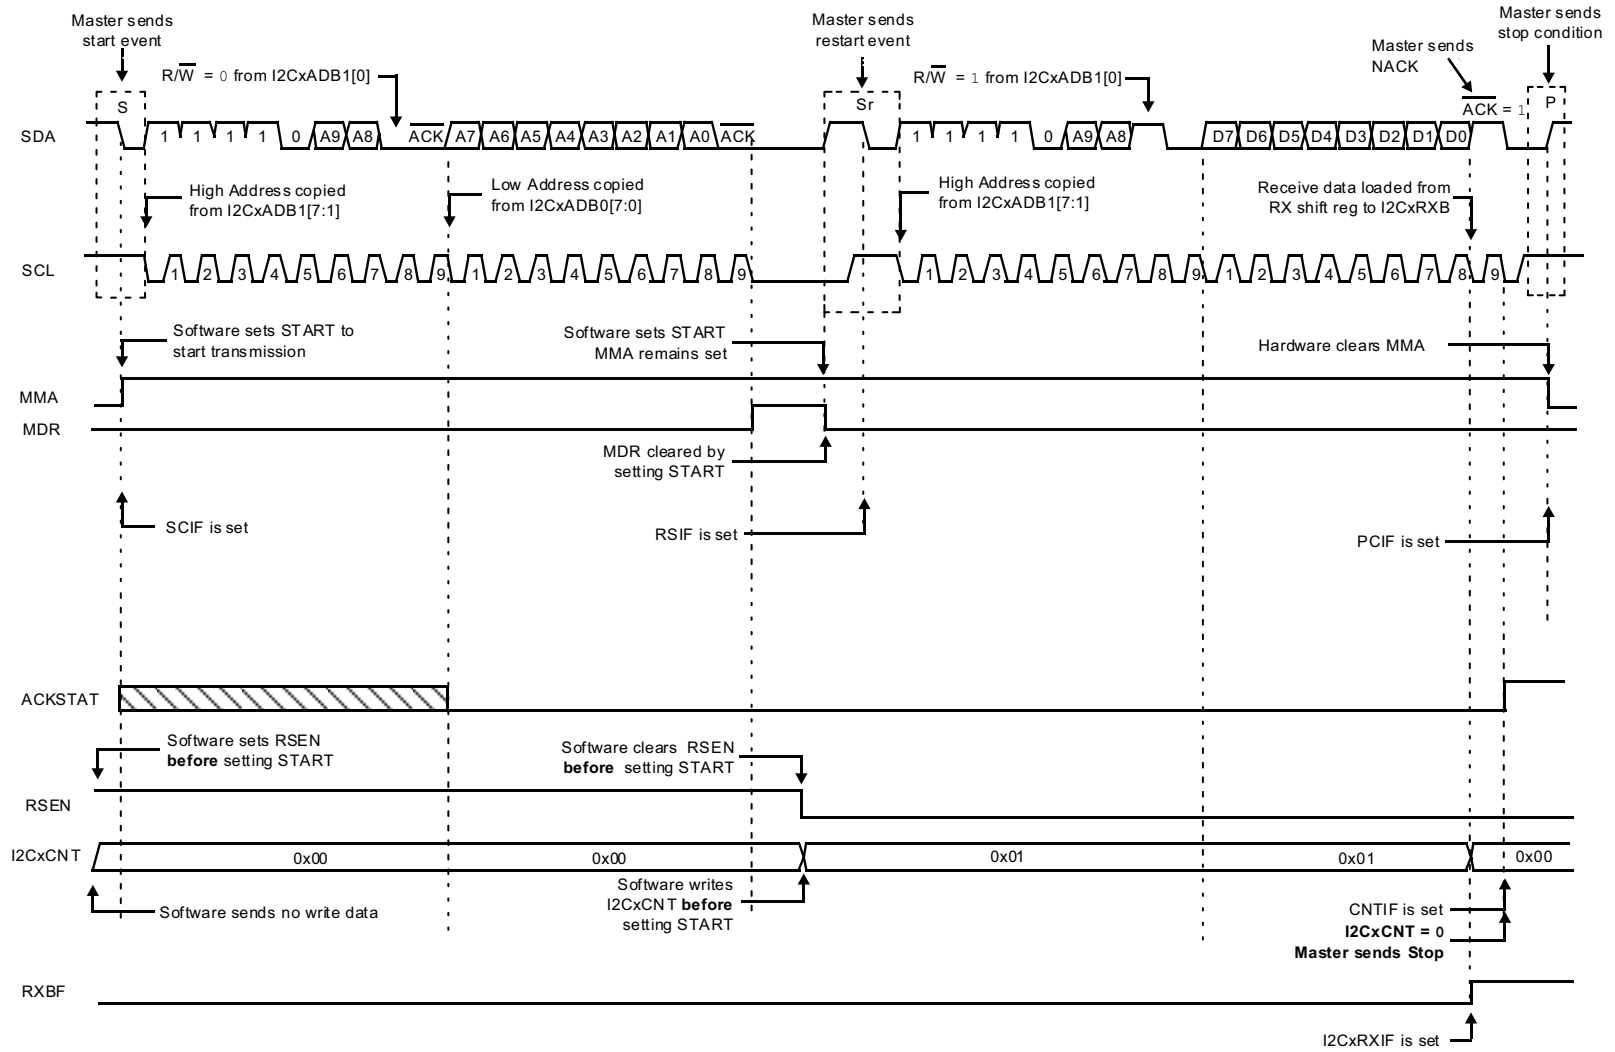 Master sends
start event
Master sends
restart event
Master sends
stop condition
Master sends
NACK
R/W = 0 from I2CxADB1[0]
R/W = 1 from I2CxADB1[0]
S
Sr
ACK = 1
P
SDA
1 1 1 1 0 A9 A8 ACK A7 A6 A5 A4 A3 A2 A1 A0 ACK 1 1 1 1 0 A9 A8 D7 D6 D5 D4 D3 D2 D1 D0
High Address copied
from I2CxADB1[7:1]
Low Address copied
from I2CxADB0[7:0]
High Address copied
from I2CxADB1[7:1]
Receive data loaded from
RX shift reg to I2CxRXB
SCL
1 2 3 4 5 6 7 8 9 1 2 3 4 5 6 7 8 9 1 2 3 4 5 6 7 8 9 1 2 3 4 5 6 7 8 9
Software sets START to
start transmission
Software sets START
MMA remains set
Hardware clears MMA
MMA
MDR
MDR cleared by
setting START
SCIF is set
RSIF is set
PCIF is set
ACKSTAT
Software sets RSEN
before setting START
Software clears RSEN
before setting START
RSEN
I2CxCNT
0x00 0x00 0x01 0x01 0x00
Software sends no write data
Software writes
I2CxCNT before
setting START
CNTIF is set
I2CxCNT = 0
Master sends Stop
RXBF
I2CxRXIF is set